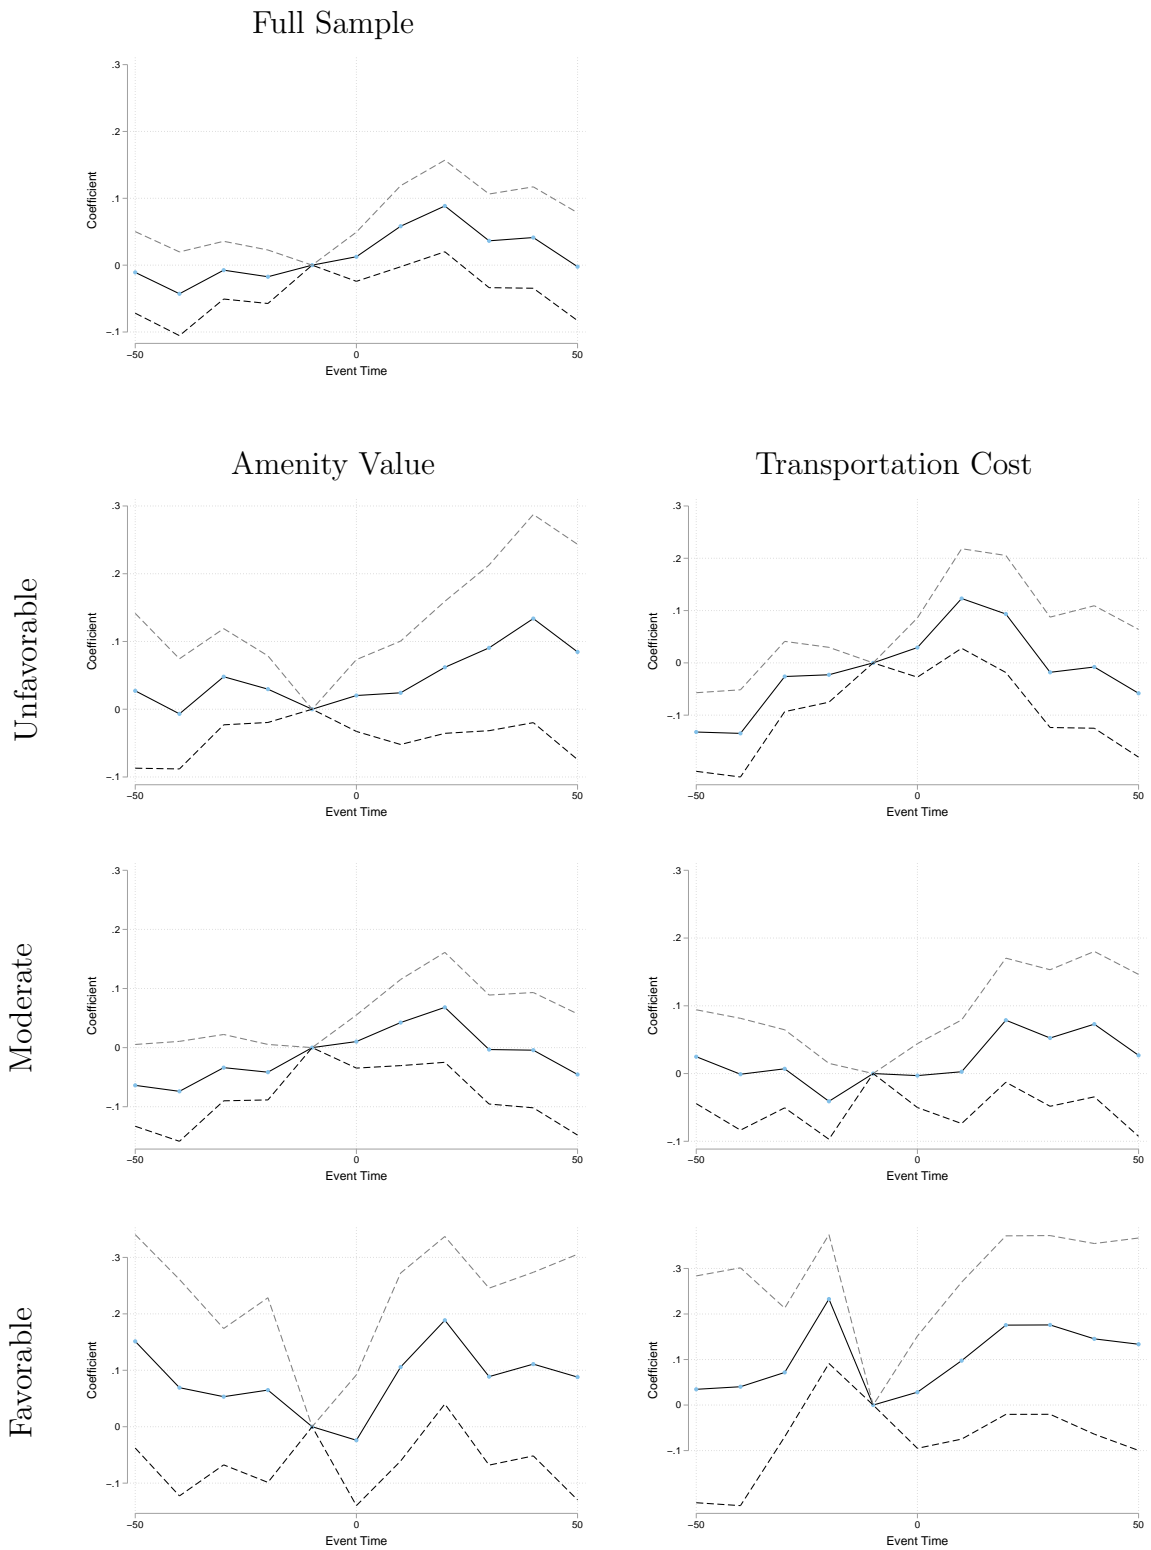 Full Sample
.3
.2
.1
0
−.1
Coefficient
−50 0 50
Event Time
Amenity Value Transportation Cost
Unfavorable
.3
.2
.1
0
−.1
Coefficient
−50 0 50
Event Time
.3
.2
.1
0
−.1
Coefficient
−50 0 50
Event Time
Moderate
.3
.2
.1
0
−.1
Coefficient
−50 0 50
Event Time
.3
.2
.1
0
−.1
Coefficient
−50 0 50
Event Time
Favorable
.3
.2
.1
0
−.1
Coefficient
−50 0 50
Event Time
.3
.2
.1
0
−.1
Coefficient
−50 0 50
Event Time